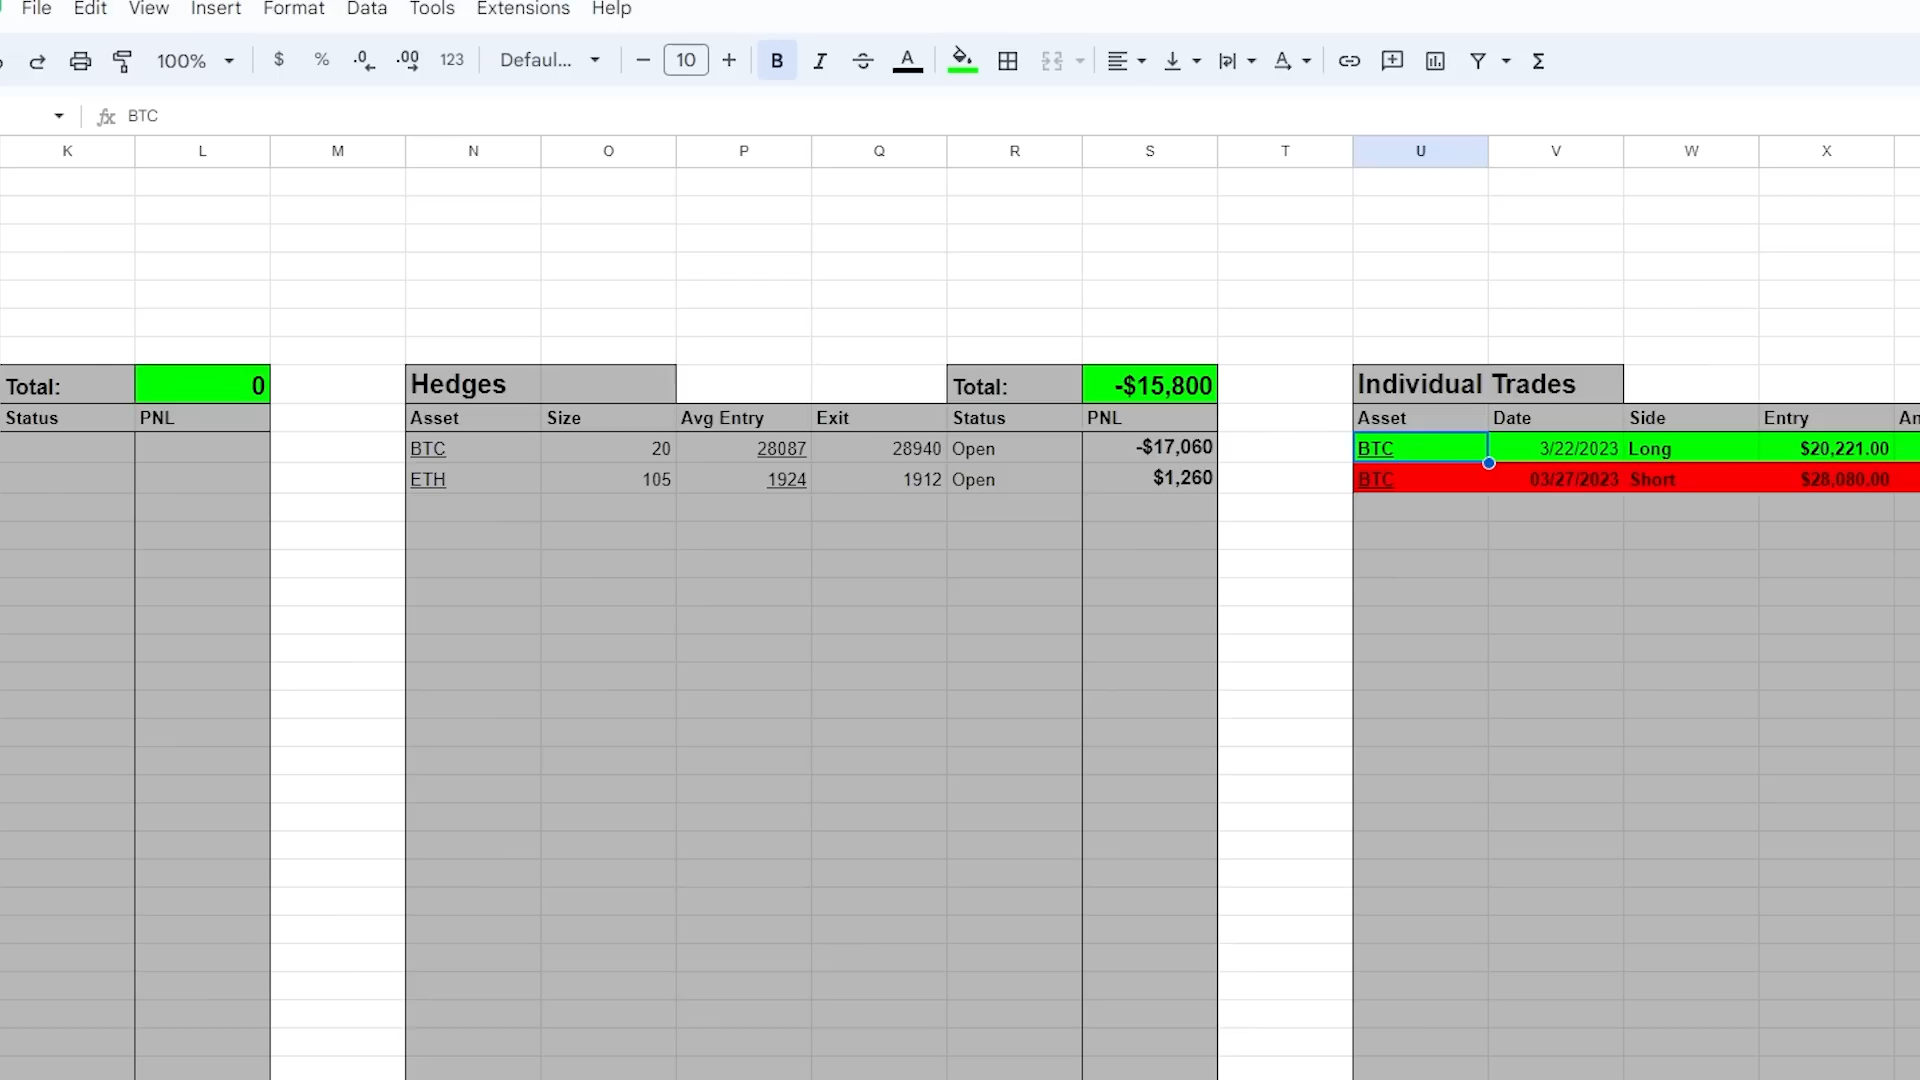 File Edit View Insert Format Data Tools Extensions Help
100% $ % .0 .00 123 Defaul... 10 B I A A Σ
fx BTC
K L M N O P Q R S T U V W X
Total: 0 Hedges Total: -$15,800 Individual Trades
Status PNL Asset Size Avg Entry Exit Status PNL Asset Date Side Entry An
BTC 20 28087 28940 Open -$17,060 BTC 3/22/2023 Long $20,221.00
ETH 105 1924 1912 Open $1,260 BTC 03/27/2023 Short $28,080.00